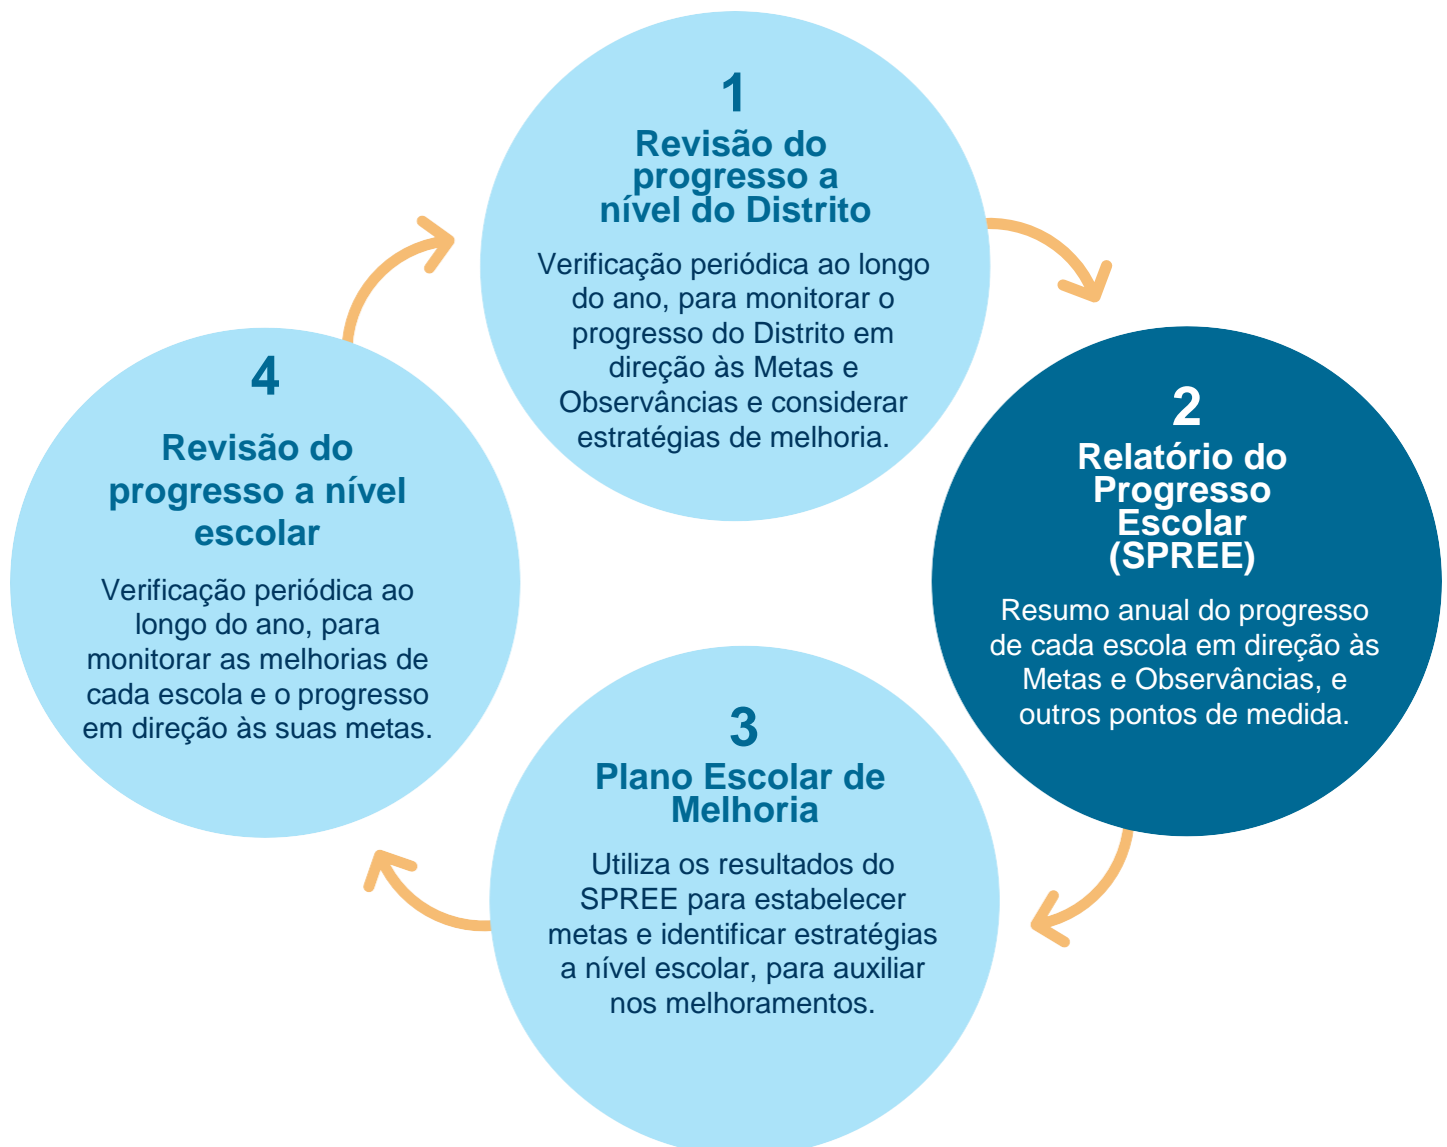 1
Revisão do
progresso a
nível do Distrito
Verificação periódica ao longo
do ano, para monitorar o
progresso do Distrito em
direção às Metas e
Observâncias e considerar
estratégias de melhoria.
2
Relatório do
Progresso
Escolar
(SPREE)
Resumo anual do progresso
de cada escola em direção às
Metas e Observâncias, e
outros pontos de medida.
3
Plano Escolar de
Melhoria
Utiliza os resultados do
SPREE para estabelecer
metas e identificar estratégias
a nível escolar, para auxiliar
nos melhoramentos.
4
Revisão do
progresso a nível
escolar
Verificação periódica ao
longo do ano, para
monitorar as melhorias de
cada escola e o progresso
em direção às suas metas.